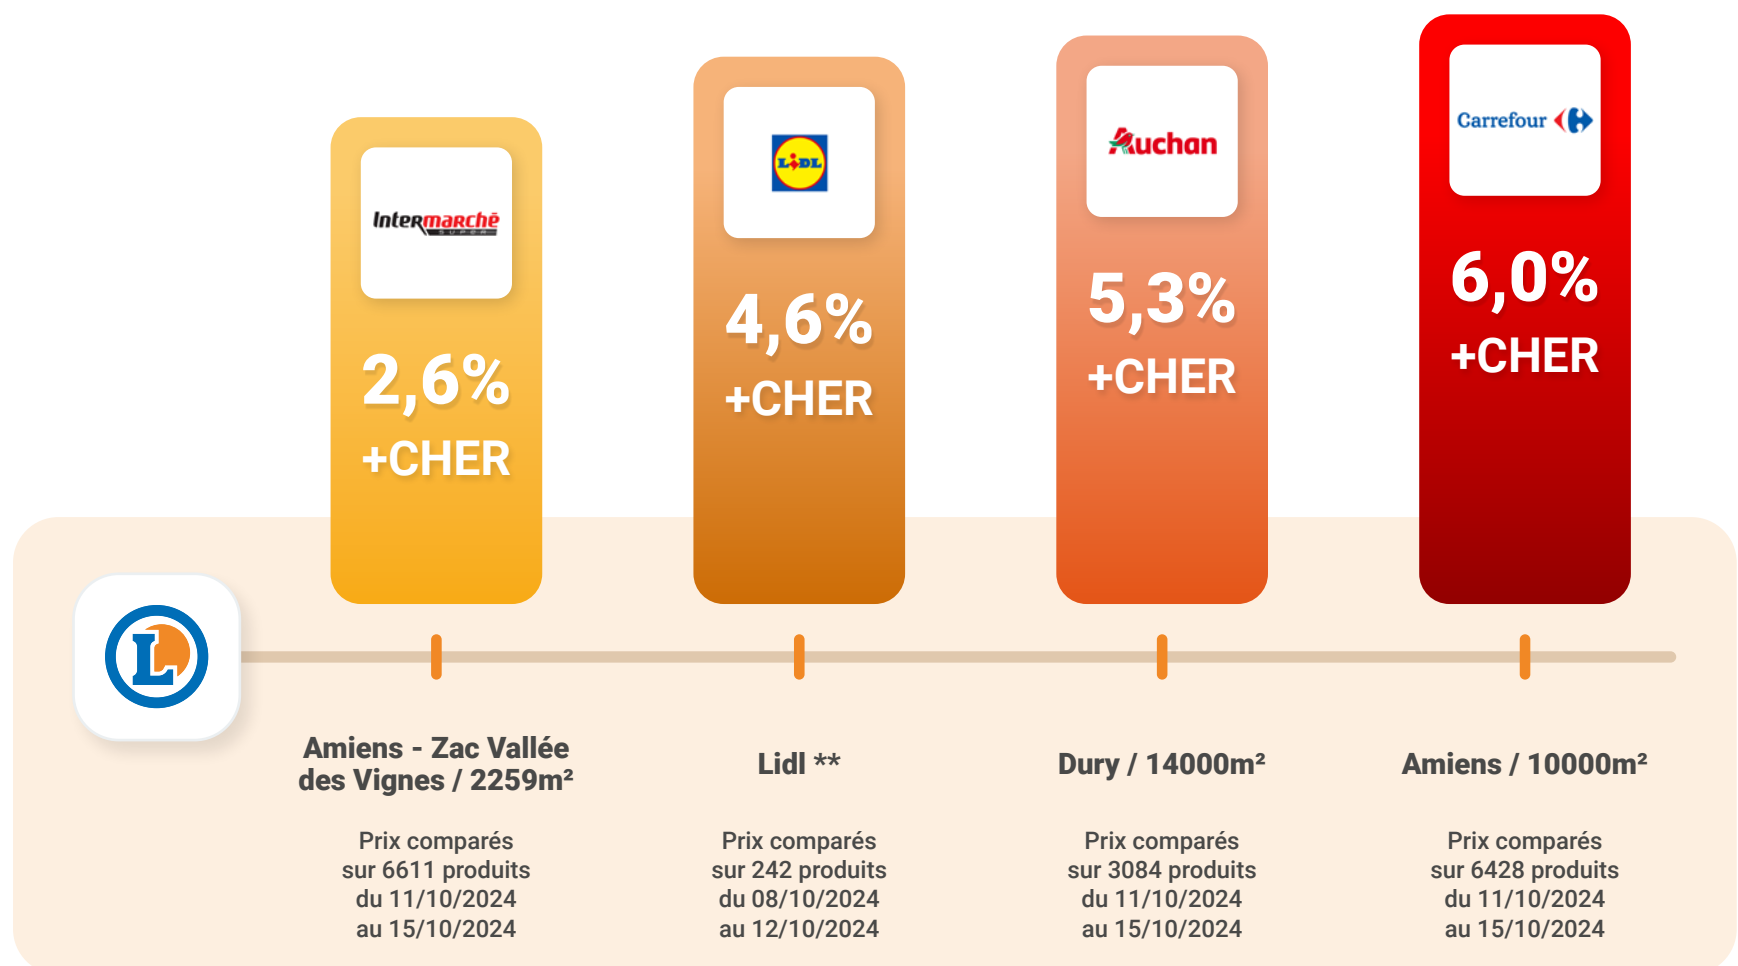 Intermarché
SUPER
2,6%
+CHER
LIDL
4,6%
+CHER
Auchan
5,3%
+CHER
Carrefour
6,0%
+CHER
L
Amiens - Zac Vallée
des Vignes / 2259m²
Prix comparés
sur 6611 produits
du 11/10/2024
au 15/10/2024
Lidl **
Prix comparés
sur 242 produits
du 08/10/2024
au 12/10/2024
Dury / 14000m²
Prix comparés
sur 3084 produits
du 11/10/2024
au 15/10/2024
Amiens / 10000m²
Prix comparés
sur 6428 produits
du 11/10/2024
au 15/10/2024